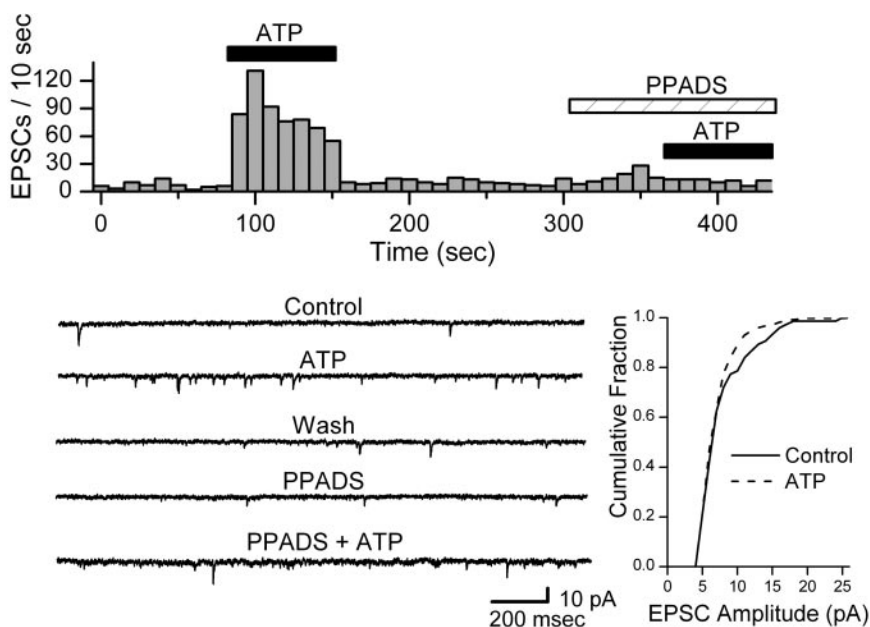 ATP
EPSCs / 10 sec
120
90
60
30
0
PPADS
ATP
0 100 200 300 400
Time (sec)
Control
ATP
Wash
PPADS
PPADS + ATP
10 pA
200 msec
Cumulative Fraction
1.0
0.8
0.6
0.4
0.2
0.0
Control
ATP
0 5 10 15 20 25
EPSC Amplitude (pA)